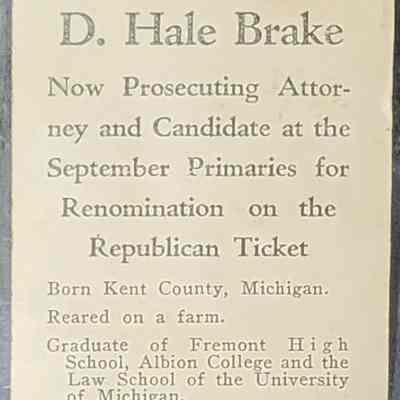 D. Hale Brake
Now Prosecuting Attor-
ney and Candidate at the
September Primaries for
Renomination on the
Republican Ticket
Born Kent County, Michigan.
Reared on a farm.
Graduate of Fremont High
School, Albion College and the
Law School of the University
of Michigan.